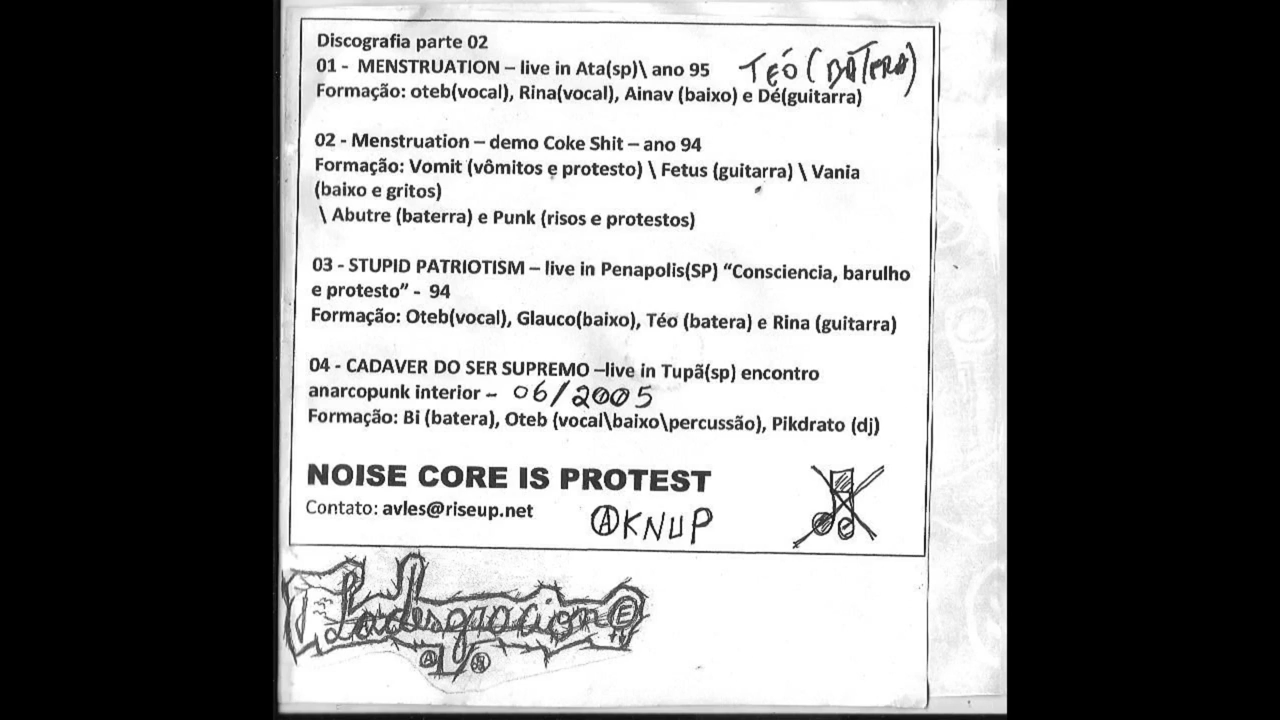 Discografia parte 02
01 - MENSTRUATION – live in Ata(sp)\ ano 95 TEÓ (BATERA)
Formação: oteb(vocal), Rina(vocal), Ainav (baixo) e Dé(guitarra)
02 - Menstruation – demo Coke Shit – ano 94
Formação: Vomit (vômitos e protesto) \ Fetus (guitarra) \ Vania
(baixo e gritos)
\ Abutre (baterra) e Punk (risos e protestos)
03 - STUPID PATRIOTISM – live in Penapolis(SP) “Consciencia, barulho
e protesto” - 94
Formação: Oteb(vocal), Glauco(baixo), Téo (batera) e Rina (guitarra)
04 - CADAVER DO SER SUPREMO –live in Tupã(sp) encontro
anarcopunk interior – 06/2005
Formação: Bi (batera), Oteb (vocal\baixo\percussão), Pikdrato (dj)
NOISE CORE IS PROTEST
Contato: avles@riseup.net ⒶKNUP